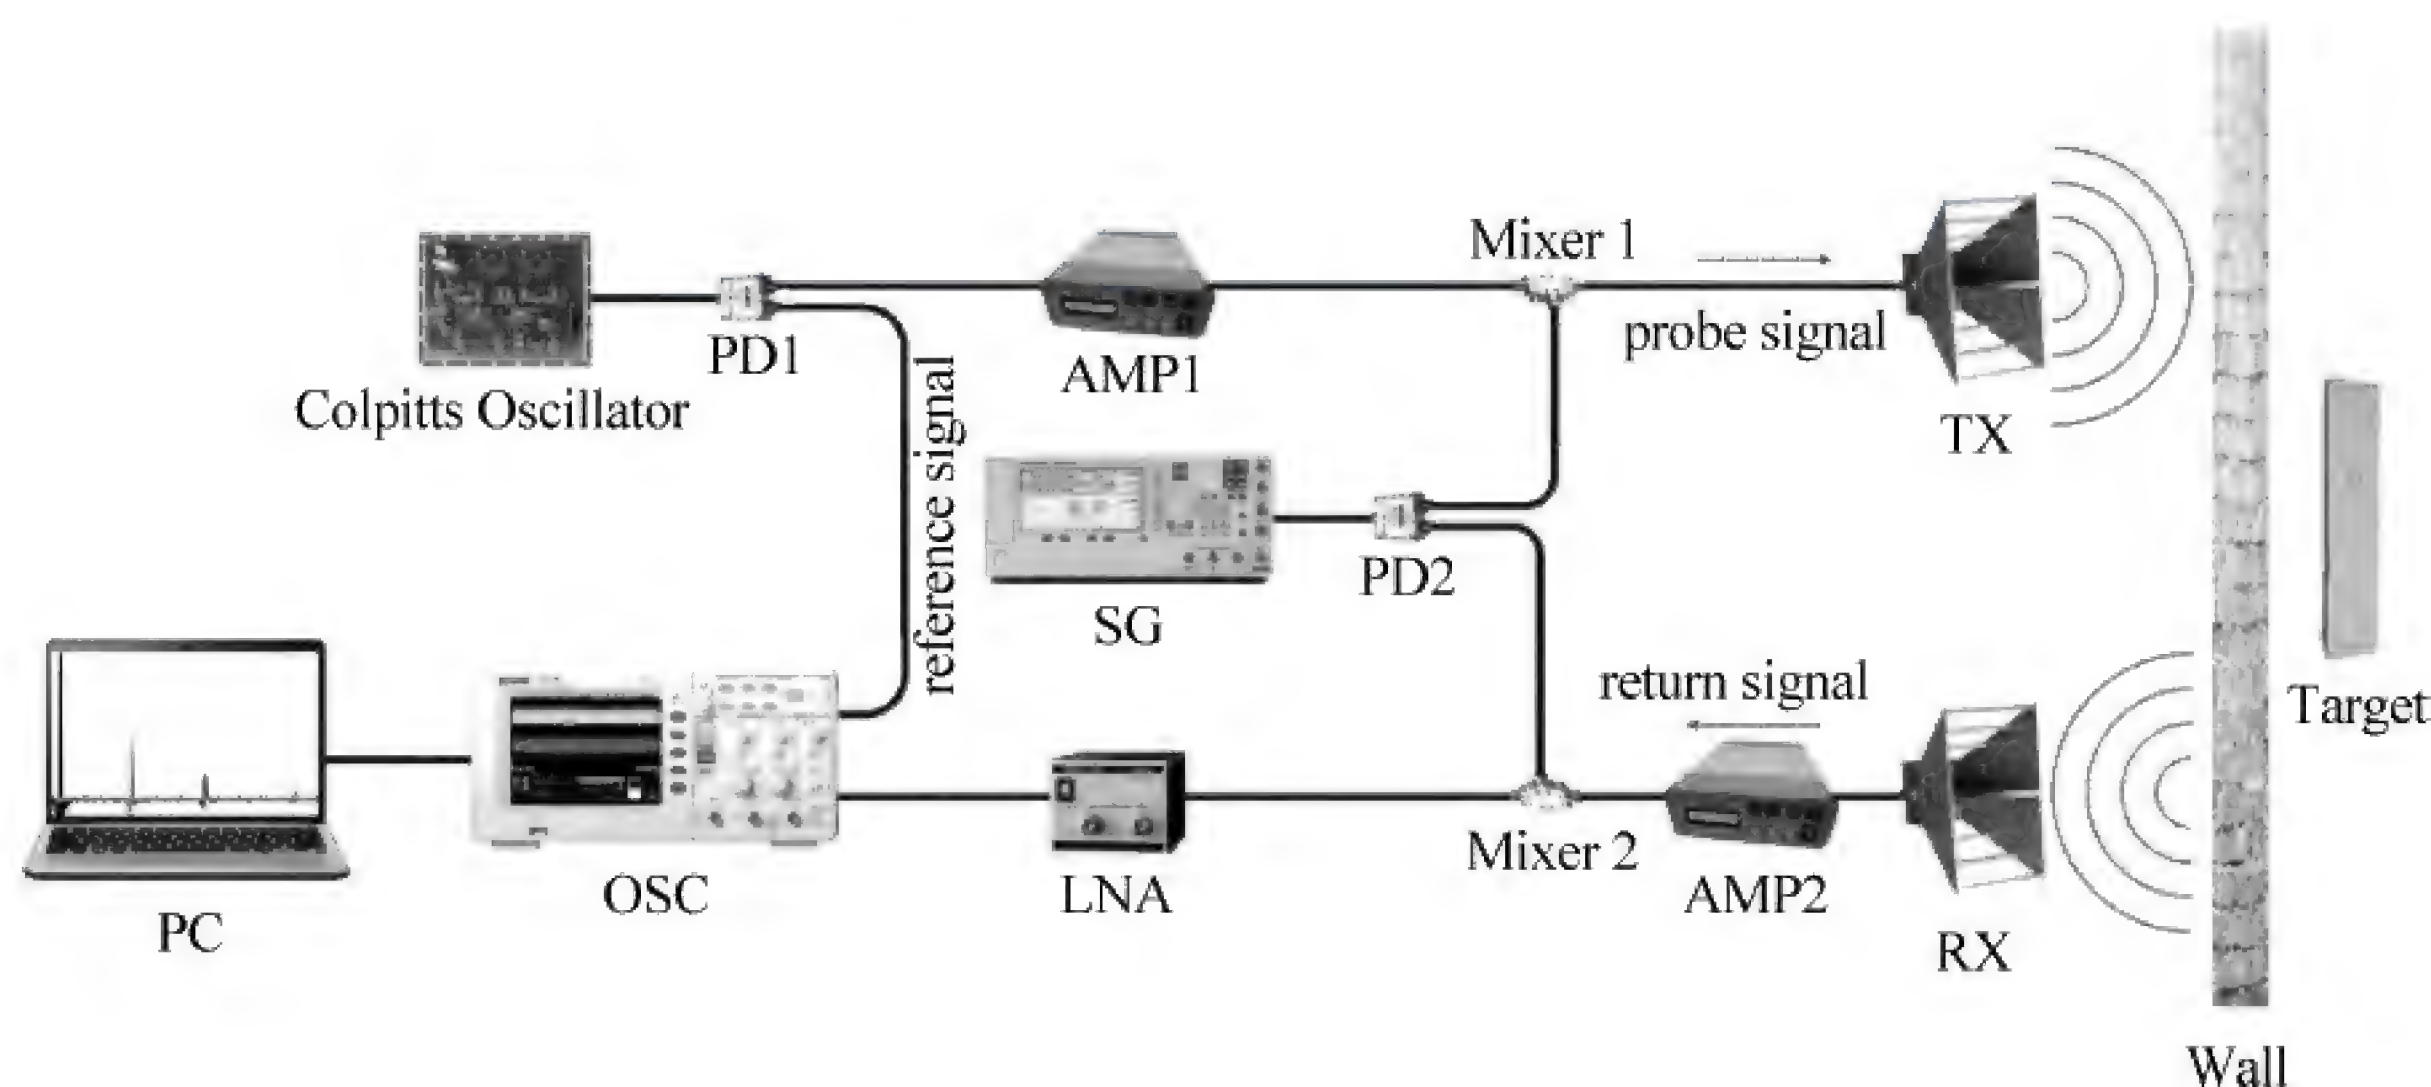 Mixer 1
probe signal
PD1
AMP1
Colpitts Oscillator
TX
reference signal
SG
PD2
return signal
Target
Mixer 2
OSC
LNA
AMP2
PC
RX
Wall